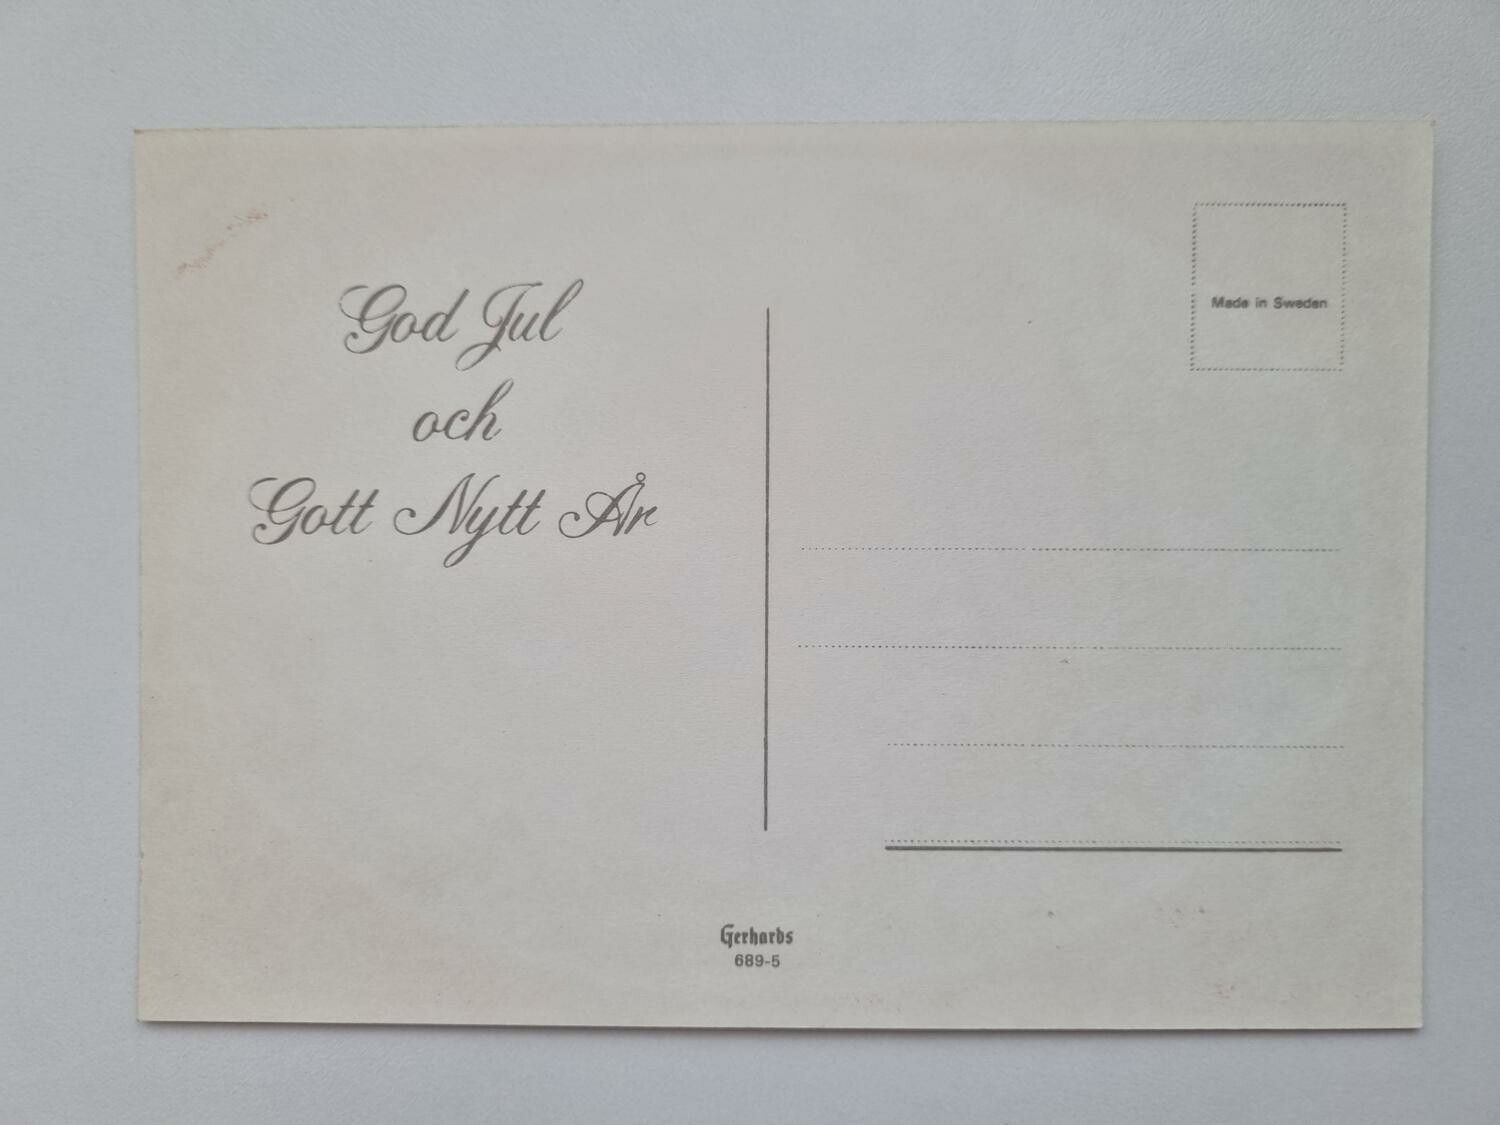 God Jul
och
Gott Nytt År
Made in Sweden
Gerhards
689-5